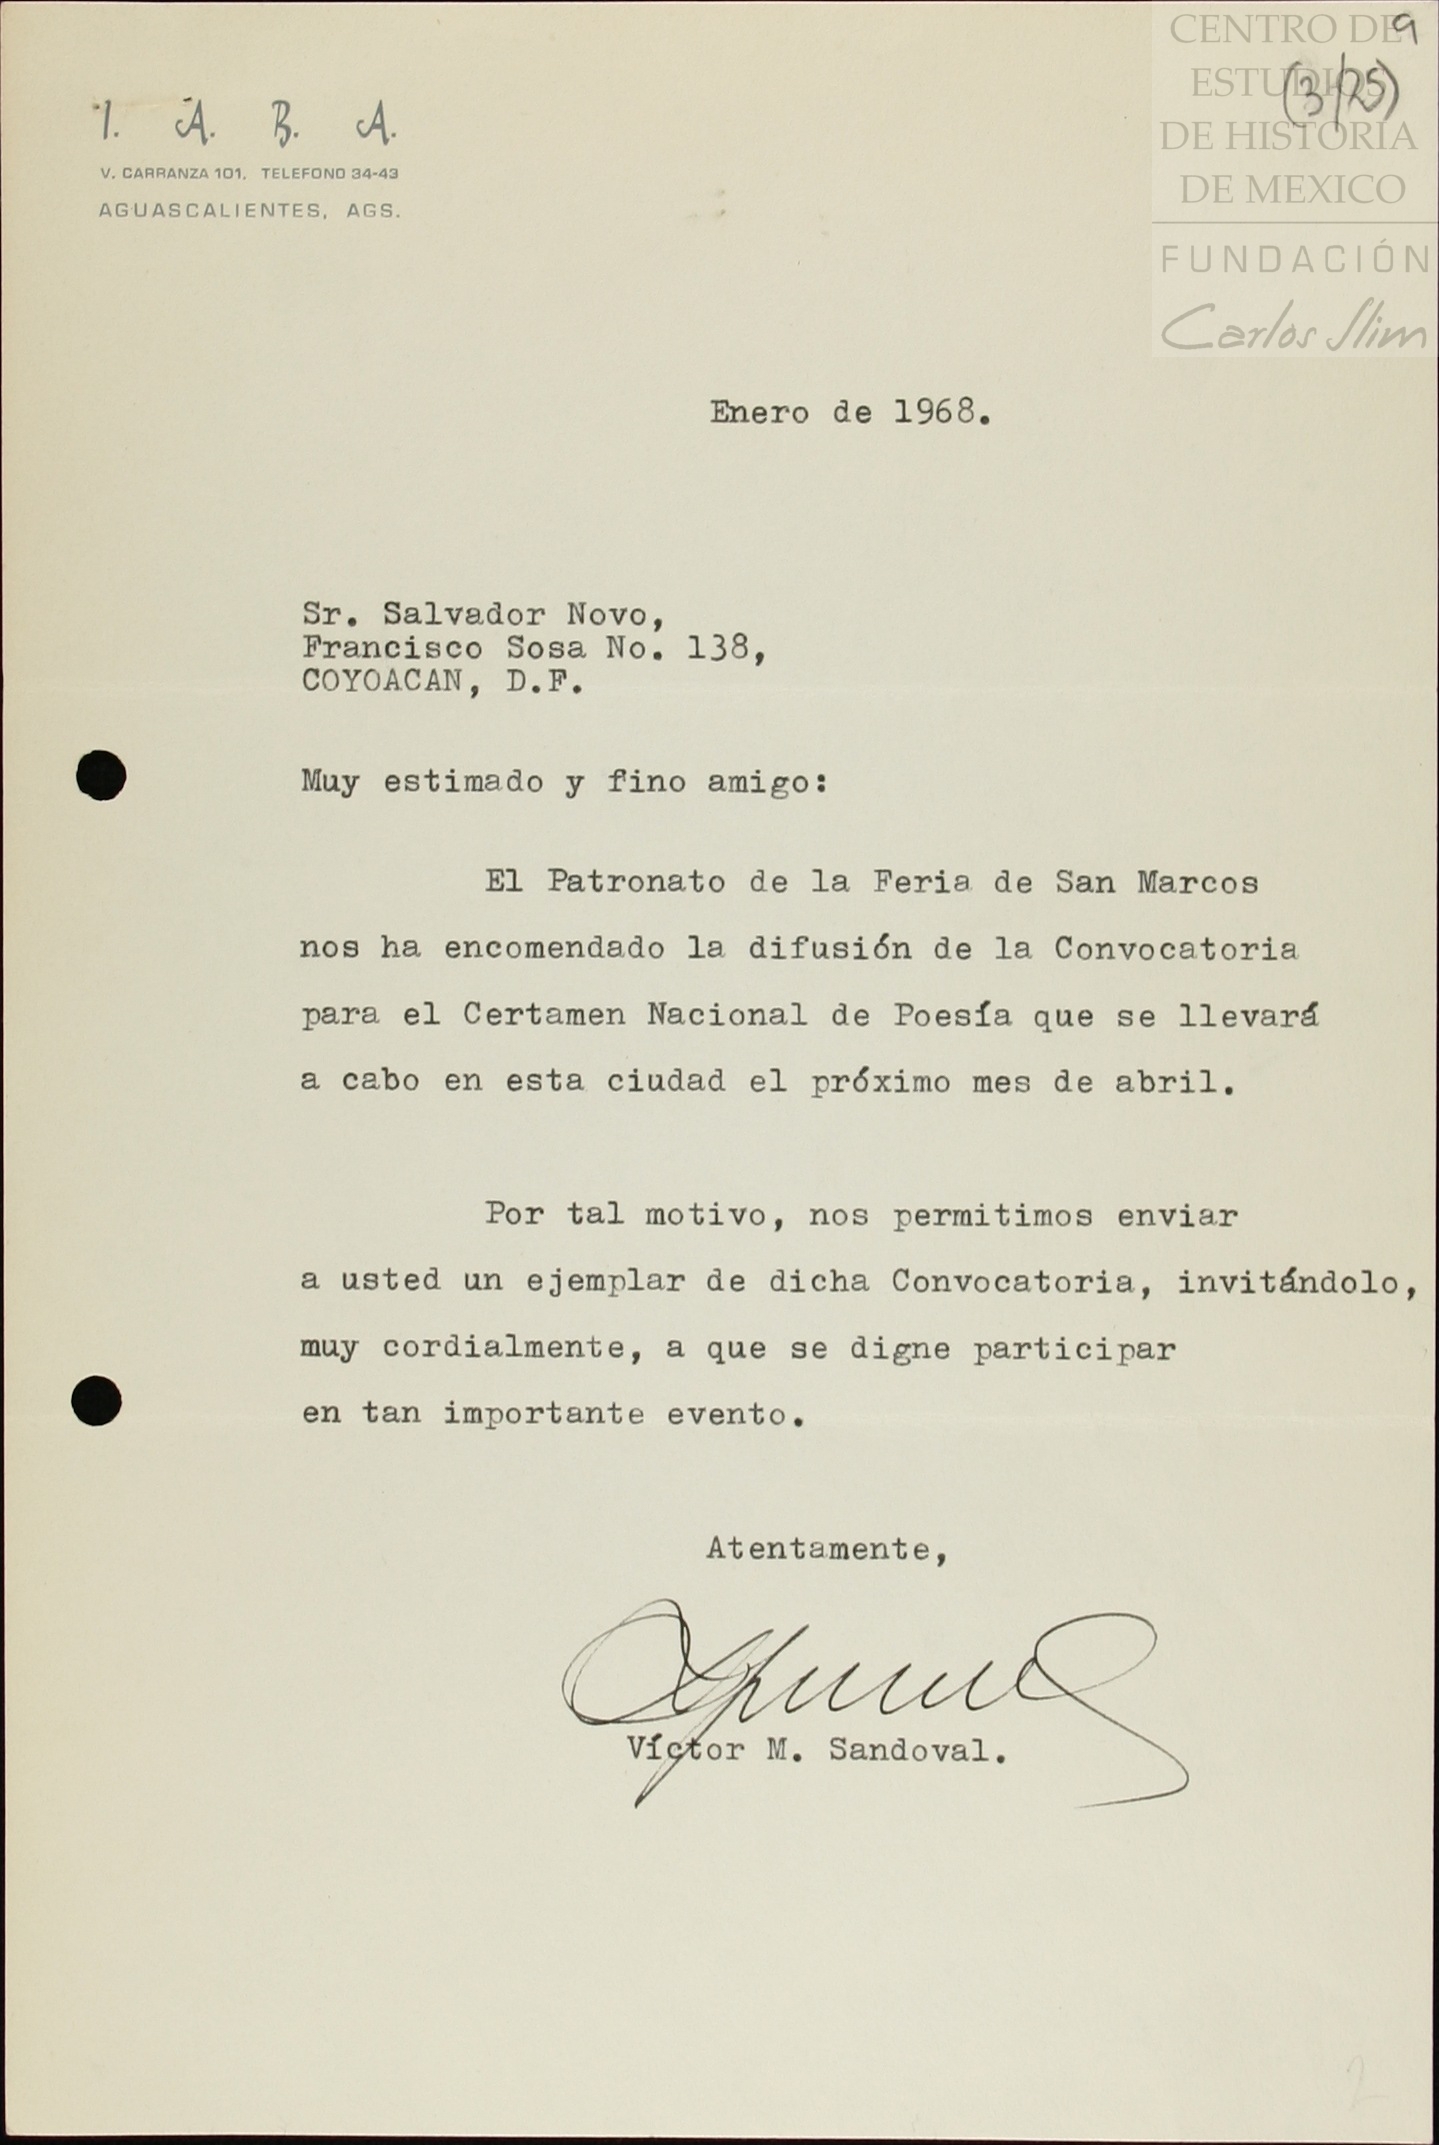 9
(3/25)
CENTRO DE
ESTUDIOS
DE HISTORIA
DE MEXICO
FUNDACIÓN
Carlos Slim
I. A. B. A.
V. CARRANZA 101. TELEFONO 34-43
AGUASCALIENTES, AGS.
Enero de 1968.
Sr. Salvador Novo,
Francisco Sosa No. 138,
COYOACAN, D.F.
Muy estimado y fino amigo:
El Patronato de la Feria de San Marcos
nos ha encomendado la difusión de la Convocatoria
para el Certamen Nacional de Poesía que se llevará
a cabo en esta ciudad el próximo mes de abril.
Por tal motivo, nos permitimos enviar
a usted un ejemplar de dicha Convocatoria, invitándolo,
muy cordialmente, a que se digne participar
en tan importante evento.
Atentamente,
Víctor M. Sandoval.
2